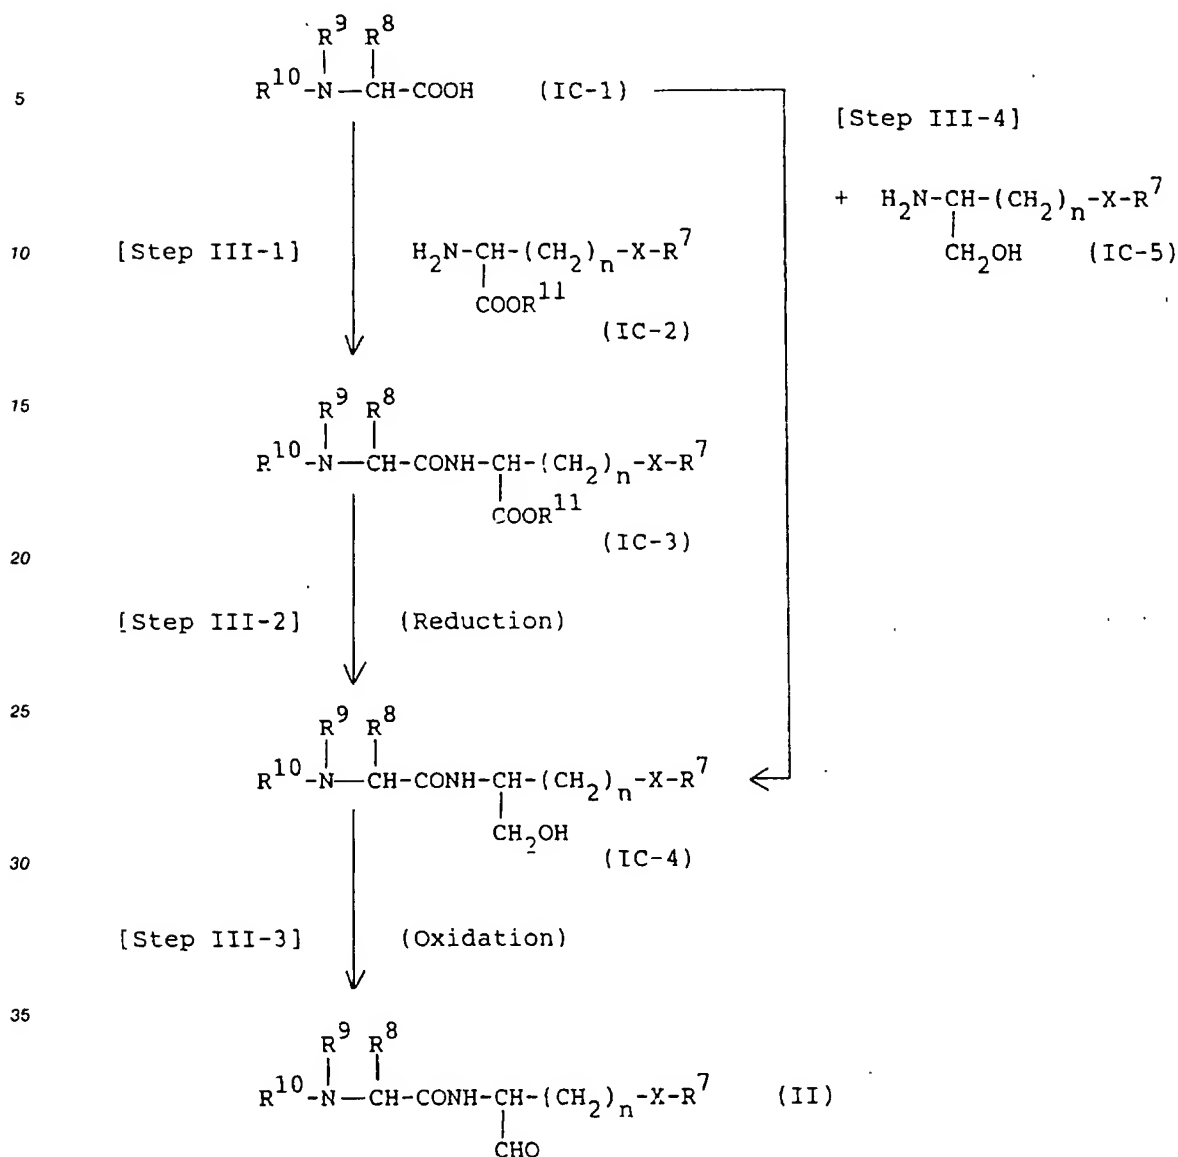 R⁹ R⁸
5
R¹⁰-N—CH-COOH (IC-1)
[Step III-4]
+ H₂N-CH-(CH₂)ₙ-X-R⁷
CH₂OH (IC-5)
10
[Step III-1] H₂N-CH-(CH₂)ₙ-X-R⁷
COOR¹¹
(IC-2)
15
R⁹ R⁸
R¹⁰-N—CH-CONH-CH-(CH₂)ₙ-X-R⁷
COOR¹¹
(IC-3)
20
[Step III-2] (Reduction)
25
R⁹ R⁸
R¹⁰-N—CH-CONH-CH-(CH₂)ₙ-X-R⁷
CH₂OH
(IC-4)
30
[Step III-3] (Oxidation)
35
R⁹ R⁸
R¹⁰-N—CH-CONH-CH-(CH₂)ₙ-X-R⁷ (II)
CHO